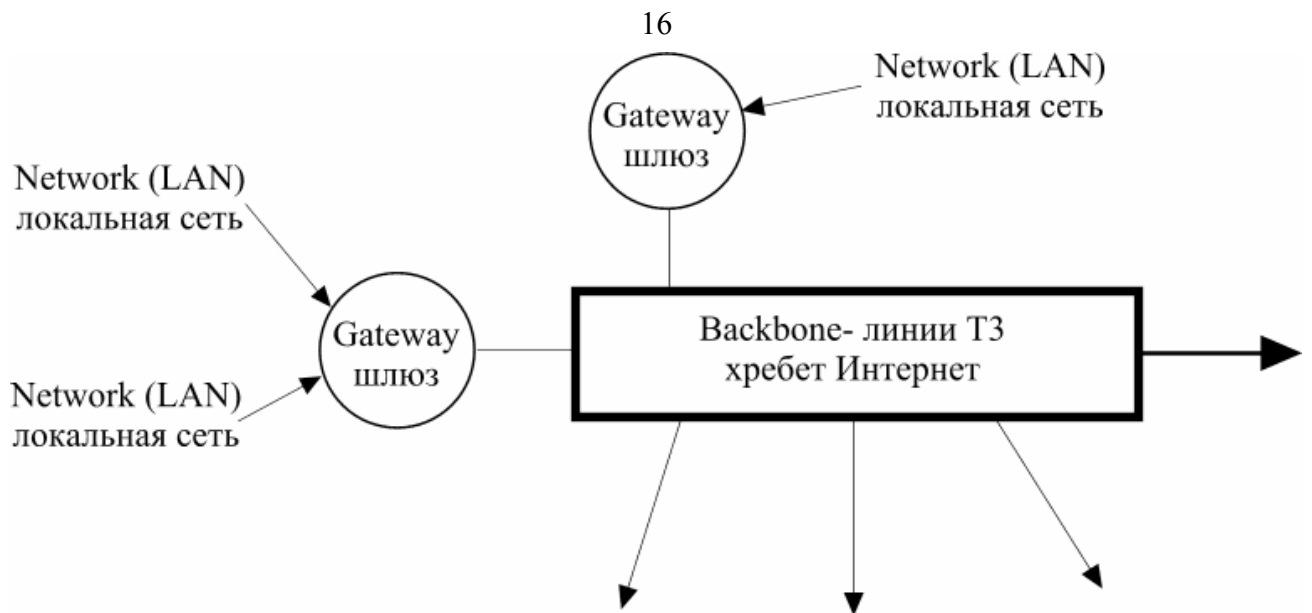 16
Network (LAN)
локальная сеть
Gateway
шлюз
Network (LAN)
локальная сеть
Gateway
шлюз
Backbone- линии T3
хребет Интернет
Network (LAN)
локальная сеть